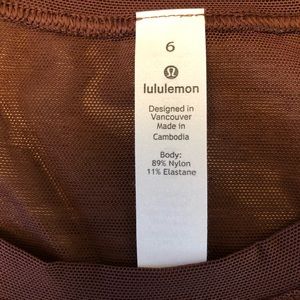 6
lululemon
Designed in
Vancouver
Made in
Cambodia
Body:
89% Nylon
11% Elastane